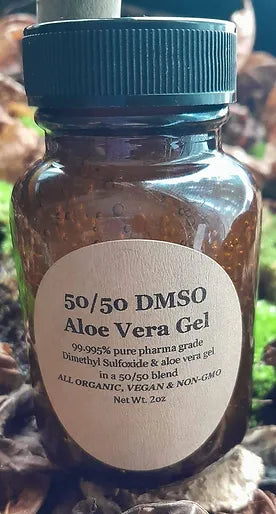 50/50 DMSO
Aloe Vera Gel
99.995% pure pharma grade
Dimethyl Sulfoxide & aloe vera gel
in a 50/50 blend
ALL ORGANIC, VEGAN & NON-GMO
Net Wt. 2oz